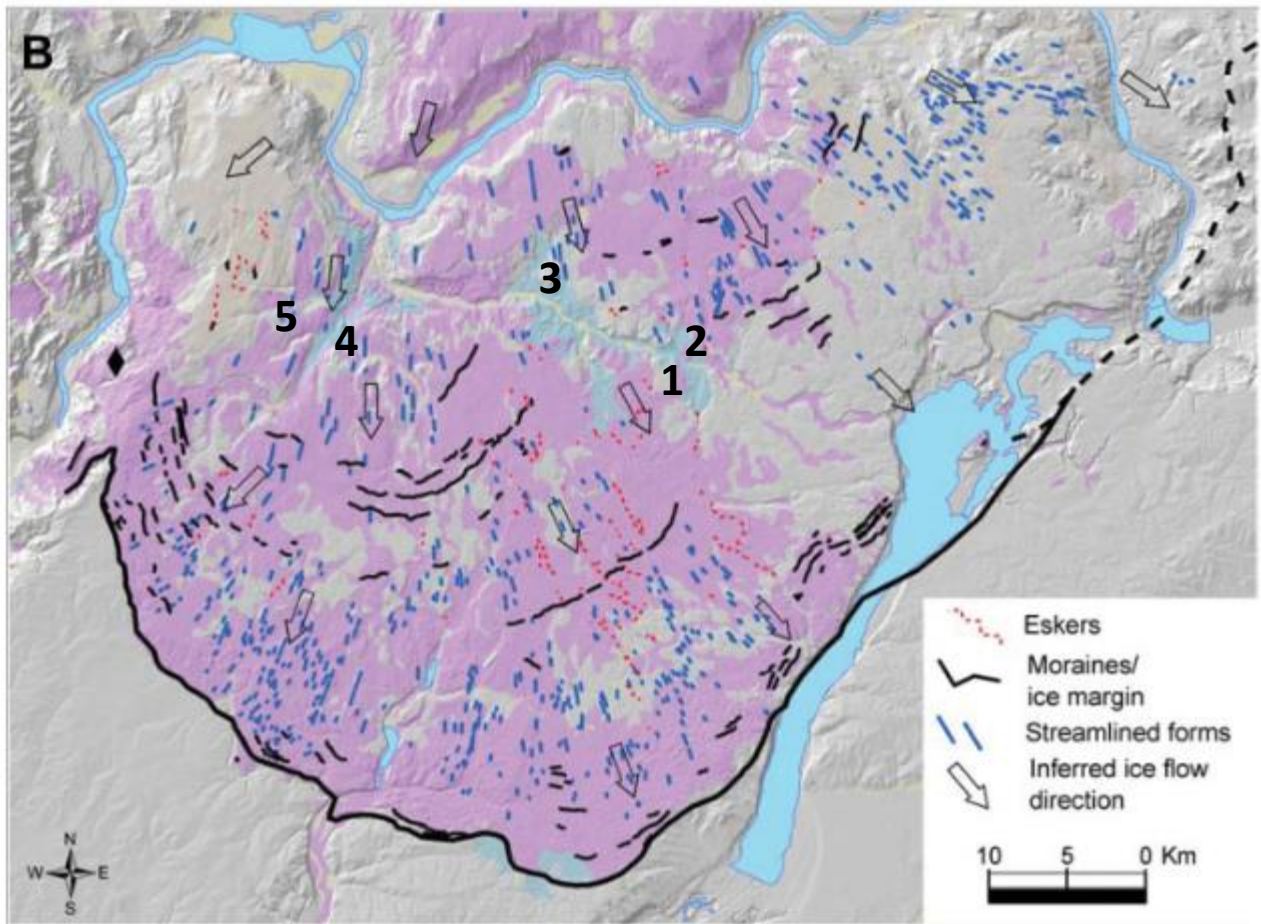 B
3
5
4
2
1
Eskers
Moraines/
ice margin
Streamlined forms
Inferred ice flow
direction
N
W E
S
10 5 0 Km